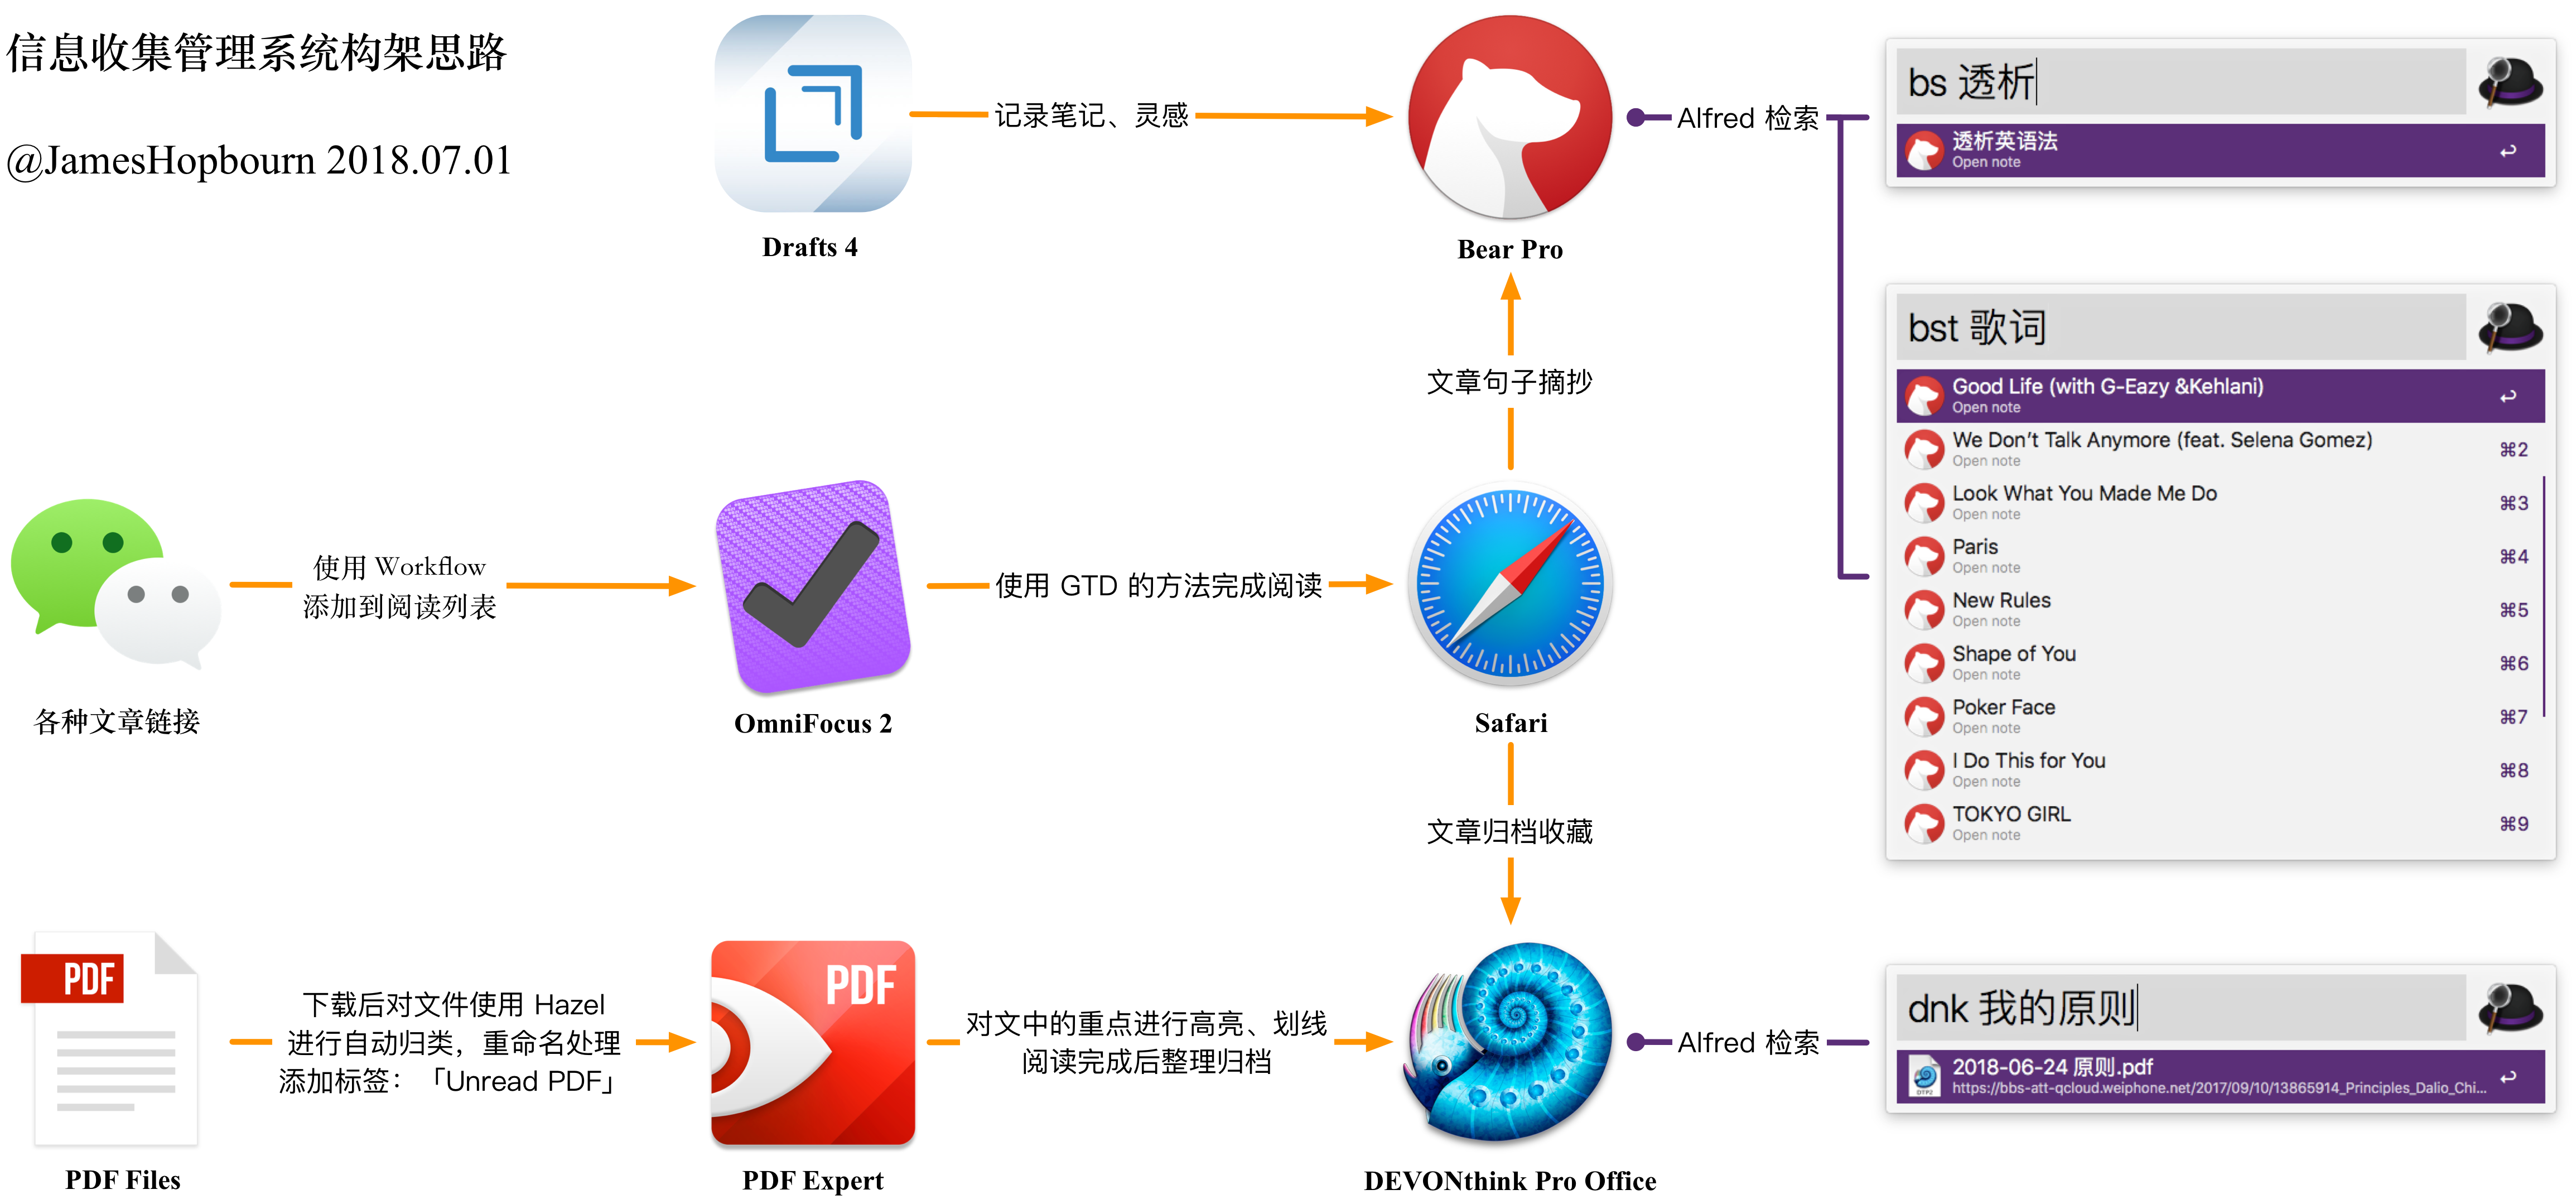 信息收集管理系统构架思路
@JamesHopbourn 2018.07.01
Drafts 4
记录笔记、灵感
Bear Pro
Alfred 检索
bs 透析
透析英语法
Open note
bst 歌词
Good Life (with G-Eazy &Kehlani)
Open note
We Don’t Talk Anymore (feat. Selena Gomez)
Open note
⌘2
Look What You Made Me Do
Open note
⌘3
Paris
Open note
⌘4
New Rules
Open note
⌘5
Shape of You
Open note
⌘6
Poker Face
Open note
⌘7
I Do This for You
Open note
⌘8
TOKYO GIRL
Open note
⌘9
文章句子摘抄
各种文章链接
使用 Workflow
添加到阅读列表
OmniFocus 2
使用 GTD 的方法完成阅读
Safari
文章归档收藏
PDF
PDF Files
下载后对文件使用 Hazel
进行自动归类，重命名处理
添加标签：「Unread PDF」
PDF
PDF Expert
对文中的重点进行高亮、划线
阅读完成后整理归档
DEVONthink Pro Office
Alfred 检索
dnk 我的原则
DTP2
2018-06-24 原则.pdf
https://bbs-att-qcloud.weiphone.net/2017/09/10/13865914_Principles_Dalio_Chi...